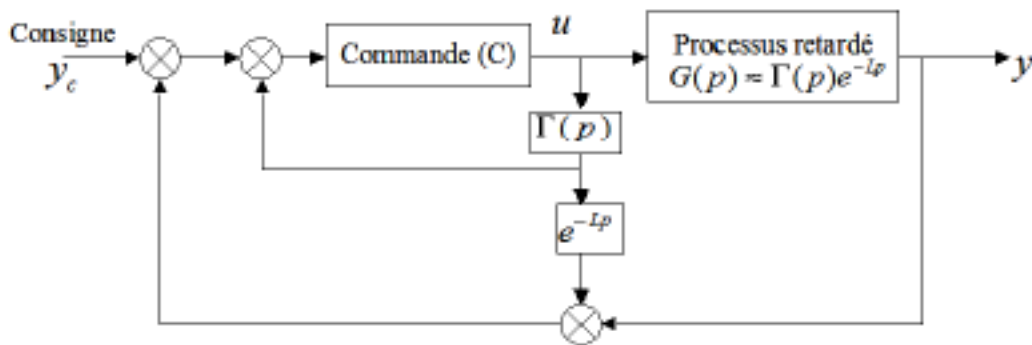 Consigne
y_c
Commande (C)
u
Processus retardé
G(p) = Γ(p)e^{-Lp}
y
Γ(p)
e^{-Lp}